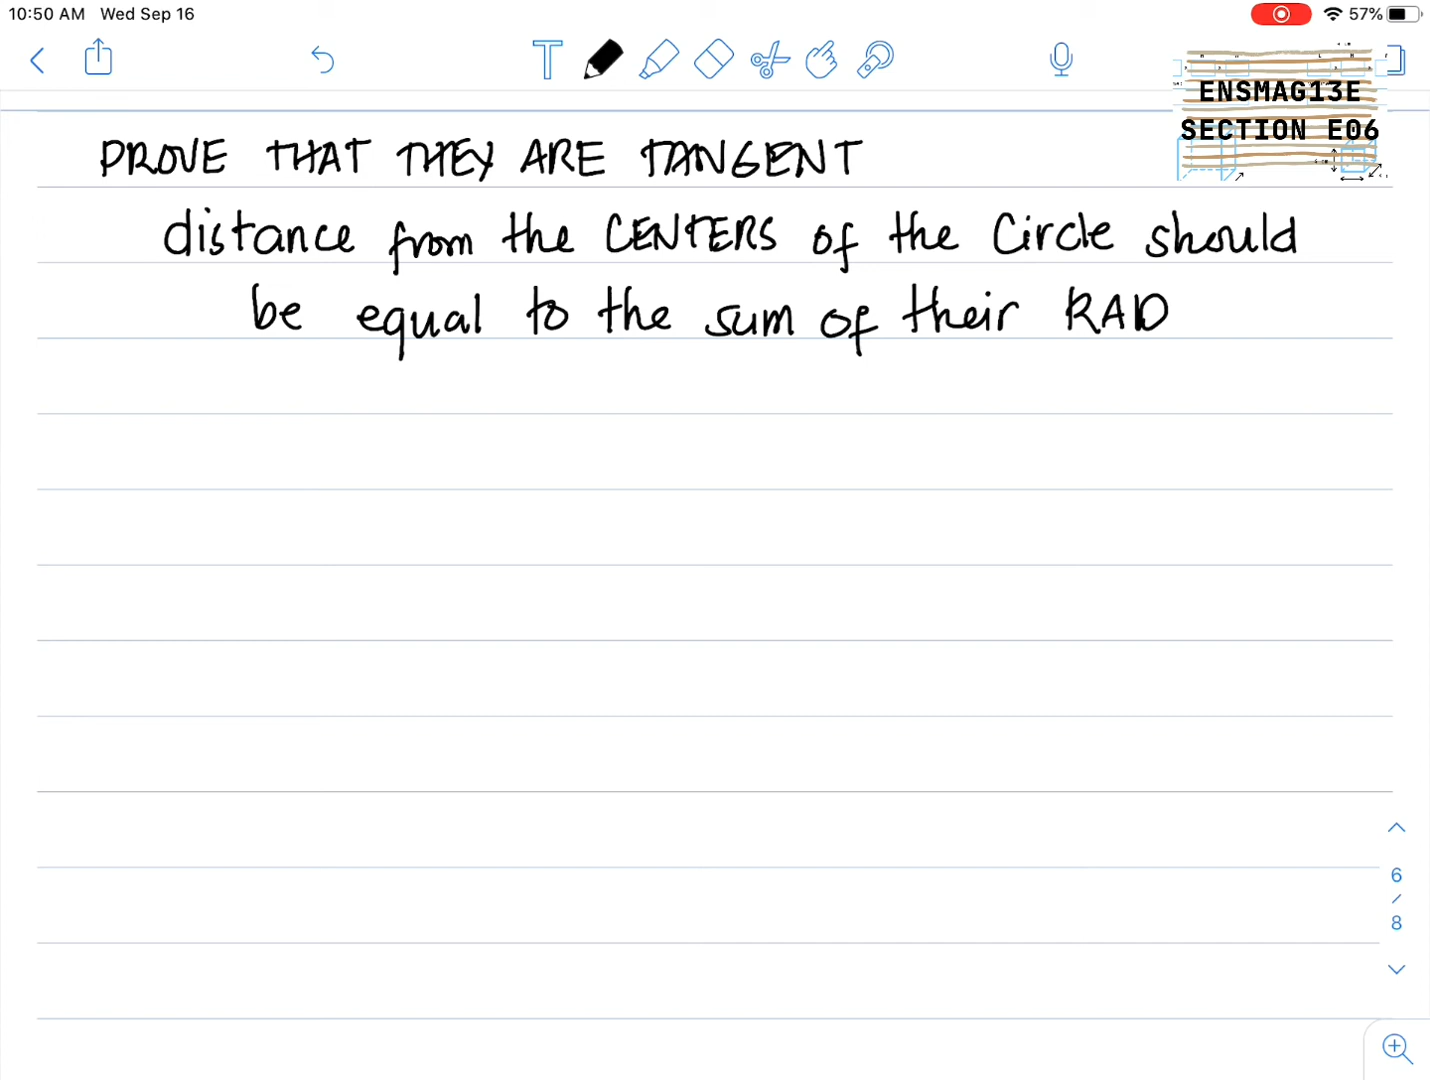 10:50 AM Wed Sep 16
57%
ENSMAG13E
SECTION E06
PROVE THAT THEY ARE TANGENT
distance from the CENTERS of the Circle should
be equal to the sum of their RAD
6
/
8